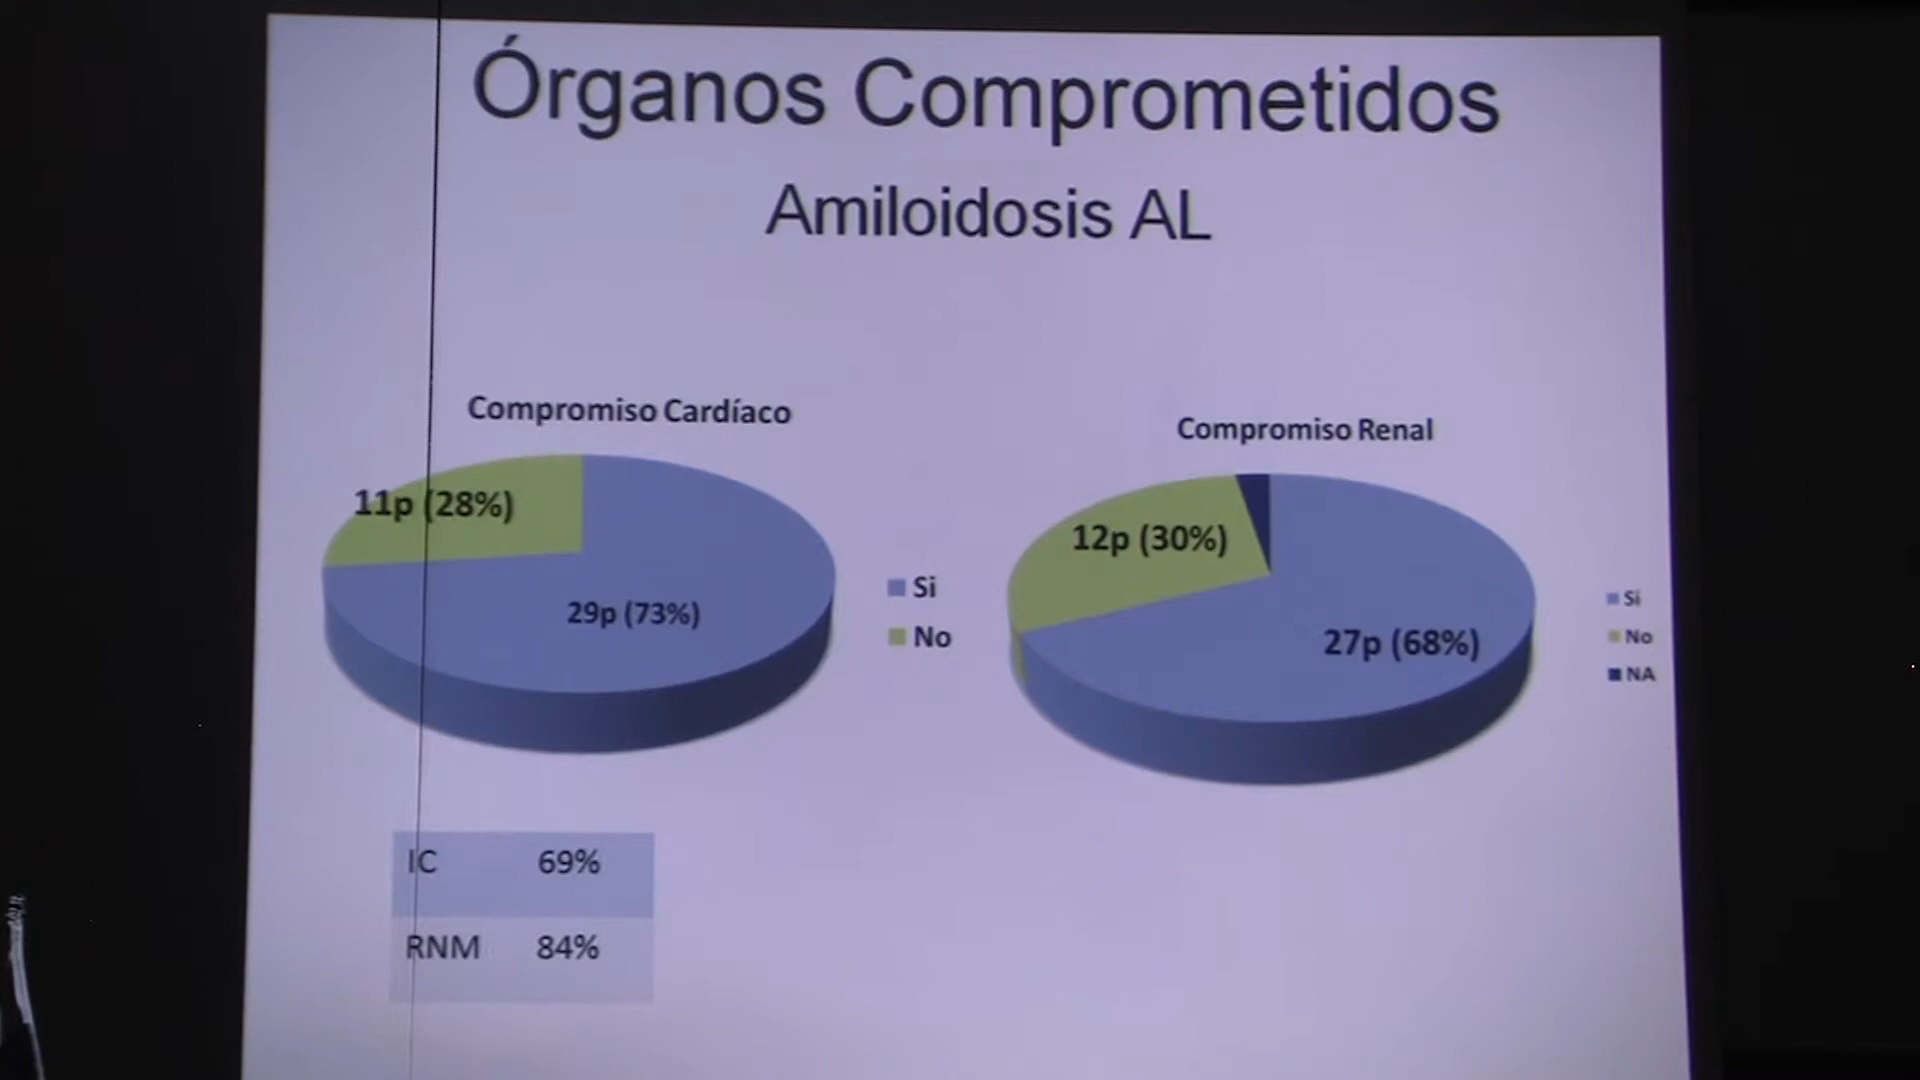 Órganos Comprometidos
Amiloidosis AL
Compromiso Cardíaco
11p (28%)
29p (73%)
Si
No
Compromiso Renal
12p (30%)
27p (68%)
Si
No
NA
IC 69%
RNM 84%